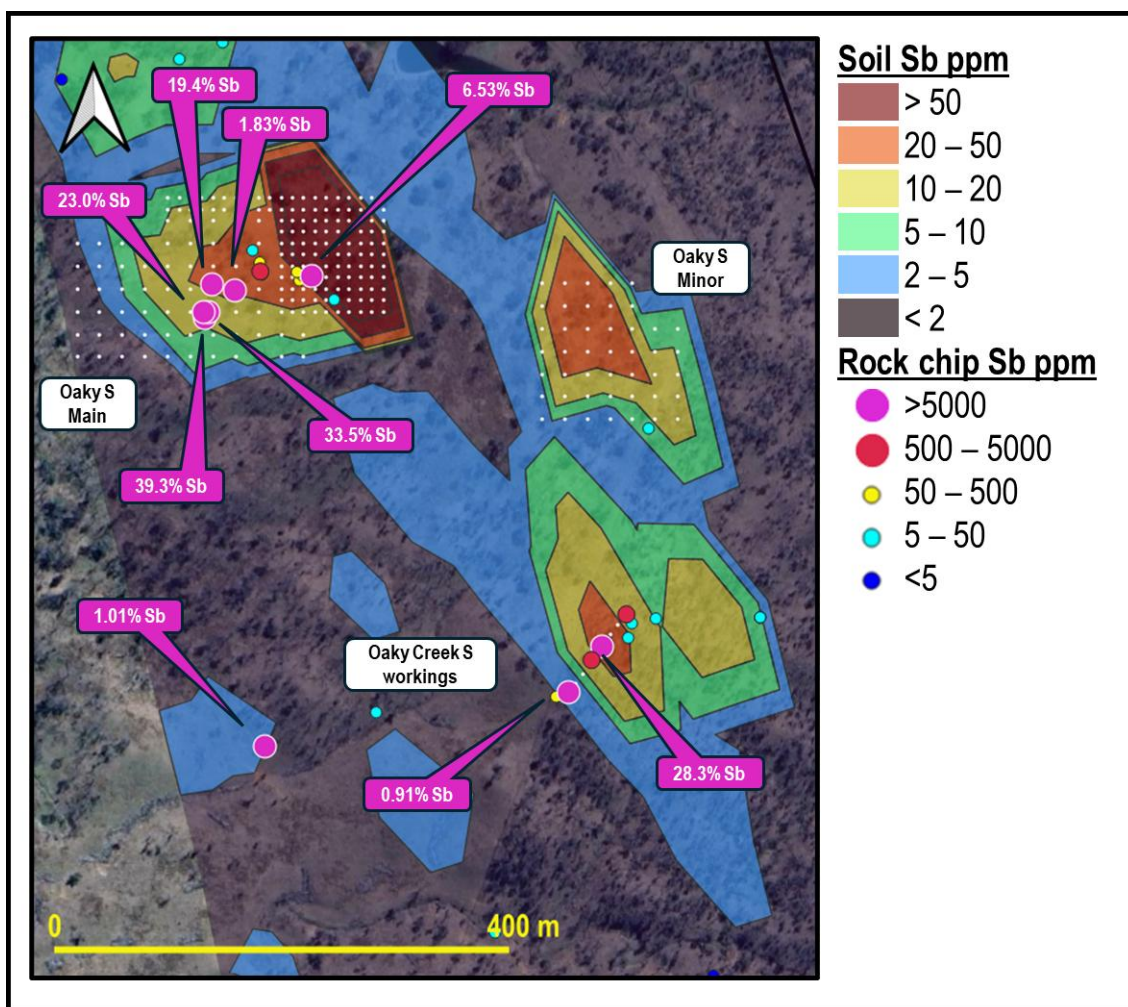 19.4% Sb
6.53% Sb
1.83% Sb
23.0% Sb
Oaky S
Minor
Oaky S
Main
33.5% Sb
39.3% Sb
1.01% Sb
Oaky Creek S
workings
0.91% Sb
28.3% Sb
0
400 m
Soil Sb ppm
> 50
20 – 50
10 – 20
5 – 10
2 – 5
< 2
Rock chip Sb ppm
>5000
500 – 5000
50 – 500
5 – 50
<5